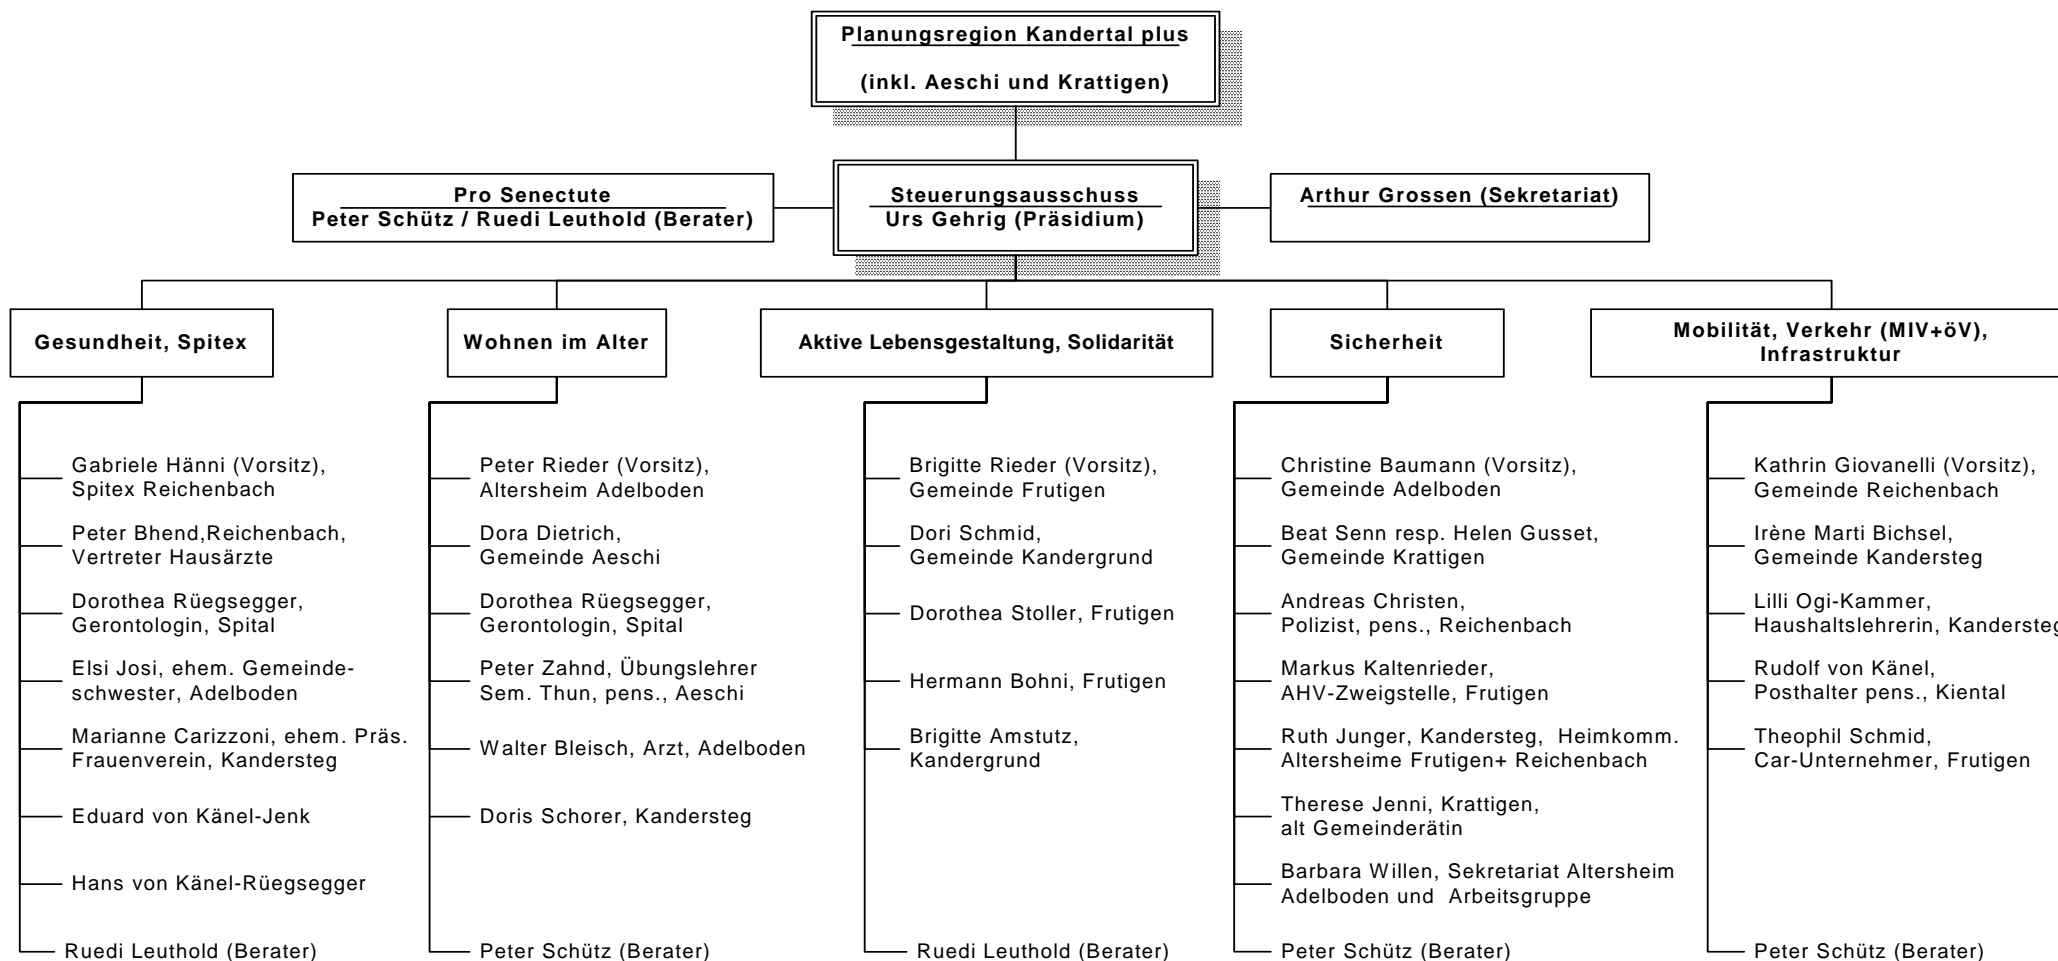 Planungsregion Kandertal plus
(inkl. Aeschi und Krattigen)
Pro Senectute
Peter Schütz / Ruedi Leuthold (Berater)
Steuerungsausschuss
Urs Gehrig (Präsidium)
Arthur Grossen (Sekretariat)
Gesundheit, Spitex
Gabriele Hänni (Vorsitz),
Spitex Reichenbach
Peter Bhend,Reichenbach,
Vertreter Hausärzte
Dorothea Rüegsegger,
Gerontologin, Spital
Elsi Josi, ehem. Gemeinde-
schwester, Adelboden
Marianne Carizzoni, ehem. Präs.
Frauenverein, Kandersteg
Eduard von Känel-Jenk
Hans von Känel-Rüegsegger
Ruedi Leuthold (Berater)
Wohnen im Alter
Peter Rieder (Vorsitz),
Altersheim Adelboden
Dora Dietrich,
Gemeinde Aeschi
Dorothea Rüegsegger,
Gerontologin, Spital
Peter Zahnd, Übungslehrer
Sem. Thun, pens., Aeschi
Walter Bleisch, Arzt, Adelboden
Doris Schorer, Kandersteg
Peter Schütz (Berater)
Aktive Lebensgestaltung, Solidarität
Brigitte Rieder (Vorsitz),
Gemeinde Frutigen
Dori Schmid,
Gemeinde Kandergrund
Dorothea Stoller, Frutigen
Hermann Bohni, Frutigen
Brigitte Amstutz,
Kandergrund
Ruedi Leuthold (Berater)
Sicherheit
Christine Baumann (Vorsitz),
Gemeinde Adelboden
Beat Senn resp. Helen Gusset,
Gemeinde Krattigen
Andreas Christen,
Polizist, pens., Reichenbach
Markus Kaltenrieder,
AHV-Zweigstelle, Frutigen
Ruth Junger, Kandersteg, Heimkomm.
Altersheime Frutigen+ Reichenbach
Therese Jenni, Krattigen,
alt Gemeinderätin
Barbara Willen, Sekretariat Altersheim
Adelboden und Arbeitsgruppe
Peter Schütz (Berater)
Mobilität, Verkehr (MIV+öV),
Infrastruktur
Kathrin Giovanelli (Vorsitz),
Gemeinde Reichenbach
Irène Marti Bichsel,
Gemeinde Kandersteg
Lilli Ogi-Kammer,
Haushaltslehrerin, Kandersteg
Rudolf von Känel,
Posthalter pens., Kiental
Theophil Schmid,
Car-Unternehmer, Frutigen
Peter Schütz (Berater)